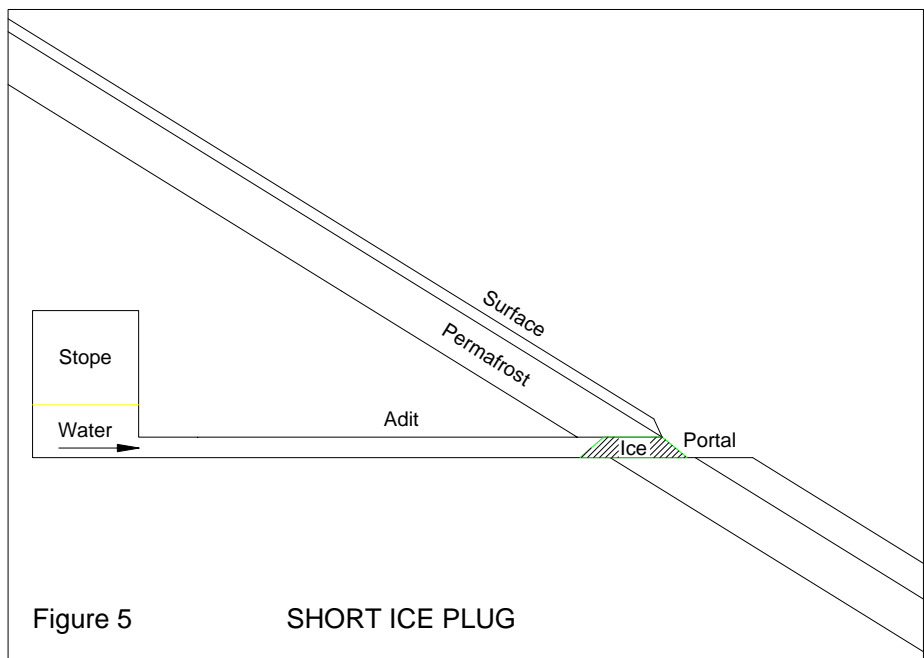 Surface
Permafrost
Stope
Water
Adit
Ice
Portal
Figure 5 SHORT ICE PLUG